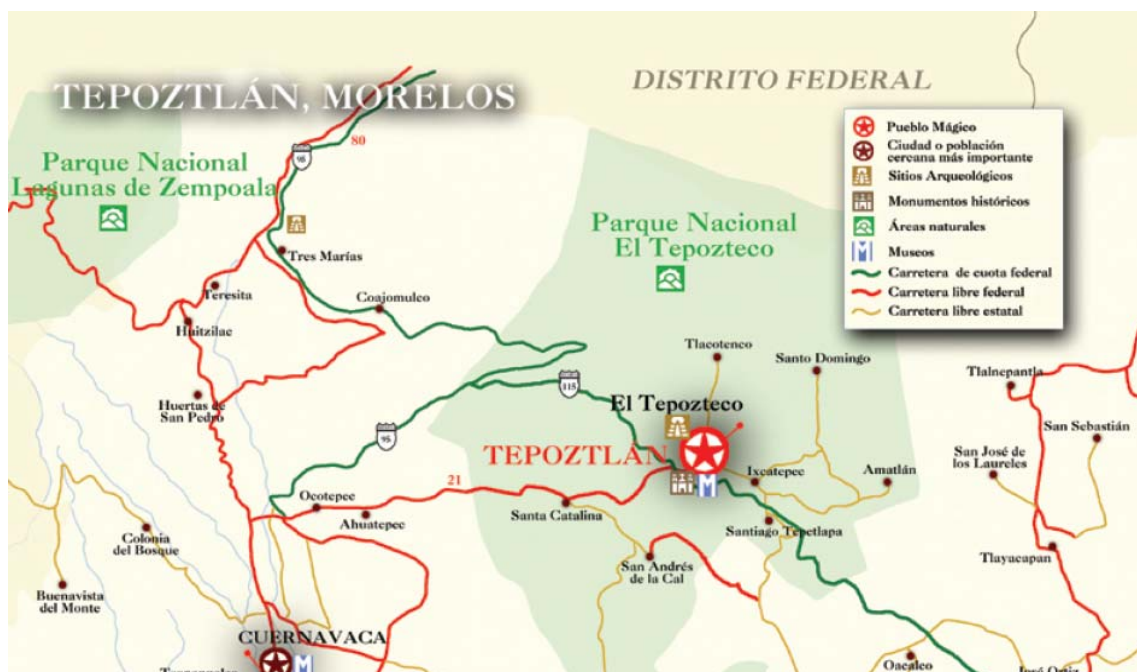 TEPOZTLÁN, MORELOS
DISTRITO FEDERAL
80
95
Parque Nacional
Lagunas de Zempoala
Parque Nacional
El Tepozteco
Pueblo Mágico
Ciudad o población
cercana más importante
Sitios Arqueológicos
Monumentos históricos
Áreas naturales
Museos
Carretera de cuota federal
Carretera libre federal
Carretera libre estatal
Tres Marías
Teresita
Coajomulco
Huitzilac
Tlacotenco
Santo Domingo
Tlalnepantla
Huertas de
San Pedro
115
El Tepozteco
95
San Sebastián
TEPOZTLÁN
San José de
los Laureles
Ixcatepec
Amatlán
21
Ocotepec
Ahuatepec
Santa Catalina
Santiago Tepetlapa
Colonia
del Bosque
San Andrés
de la Cal
Tlayacapan
Buenavista
del Monte
CUERNAVACA
Oacalco